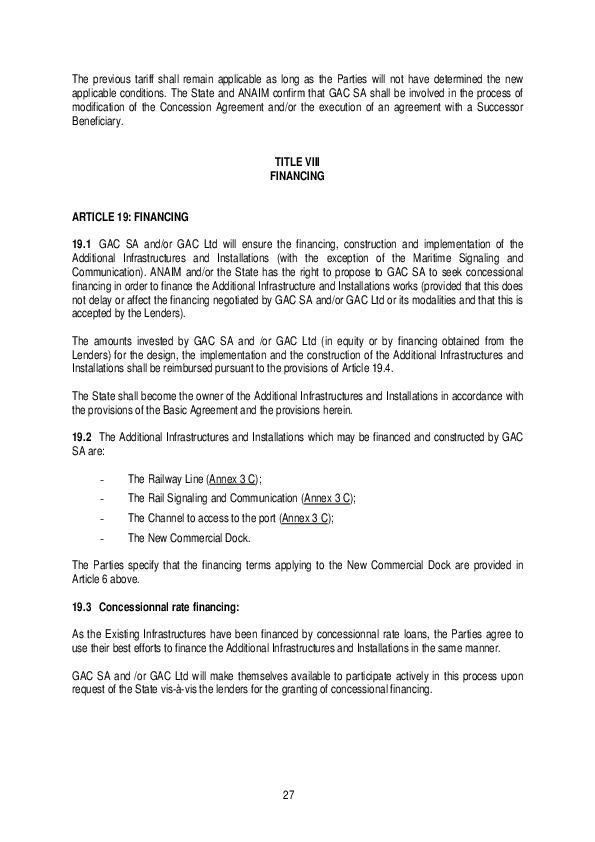 The previous tariff shall remain applicable as long as the Parties will not have determined the new
applicable conditions. The State and ANAIM confirm that GAC SA shall be involved in the process of
modification of the Concession Agreement and/or the execution of an agreement with a Successor
Beneficiary.
TITLE VIII
FINANCING
ARTICLE 19: FINANCING
19.1 GAC SA and/or GAC Ltd will ensure the financing, construction and implementation of the
Additional Infrastructures and Installations (with the exception of the Maritime Signaling and
Communication). ANAIM and/or the State has the right to propose to GAC SA to seek concessional
financing in order to finance the Additional Infrastructure and Installations works (provided that this does
not delay or affect the financing negotiated by GAC SA and/or GAC Ltd or its modalities and that this is
accepted by the Lenders).
The amounts invested by GAC SA and /or GAC Ltd (in equity or by financing obtained from the
Lenders) for the design, the implementation and the construction of the Additional Infrastructures and
Installations shall be reimbursed pursuant to the provisions of Article 19.4.
The State shall become the owner of the Additional Infrastructures and Installations in accordance with
the provisions of the Basic Agreement and the provisions herein.
19.2 The Additional Infrastructures and Installations which may be financed and constructed by GAC
SA are:
- The Railway Line (Annex 3 C);
- The Rail Signaling and Communication (Annex 3 C);
- The Channel to access to the port (Annex 3 C);
- The New Commercial Dock.
The Parties specify that the financing terms applying to the New Commercial Dock are provided in
Article 6 above.
19.3 Concessionnal rate financing:
As the Existing Infrastructures have been financed by concessionnal rate loans, the Parties agree to
use their best efforts to finance the Additional Infrastructures and Installations in the same manner.
GAC SA and /or GAC Ltd will make themselves available to participate actively in this process upon
request of the State vis-à-vis the lenders for the granting of concessional financing.
27